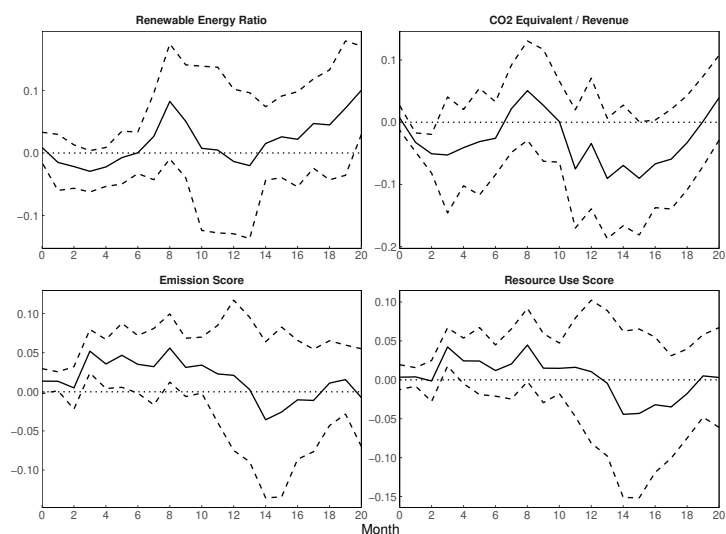 Renewable Energy Ratio
CO2 Equivalent / Revenue
0.1
0.0
−0.1
0 2 4 6 8 10 12 14 16 18 20
0.1
0.0
−0.1
−0.2
0 2 4 6 8 10 12 14 16 18 20
Emission Score
Resource Use Score
0.10
0.05
0.00
−0.05
−0.10
0 2 4 6 8 10 12 14 16 18 20
0.10
0.05
0.00
−0.05
−0.10
−0.15
0 2 4 6 8 10 12 14 16 18 20
Month